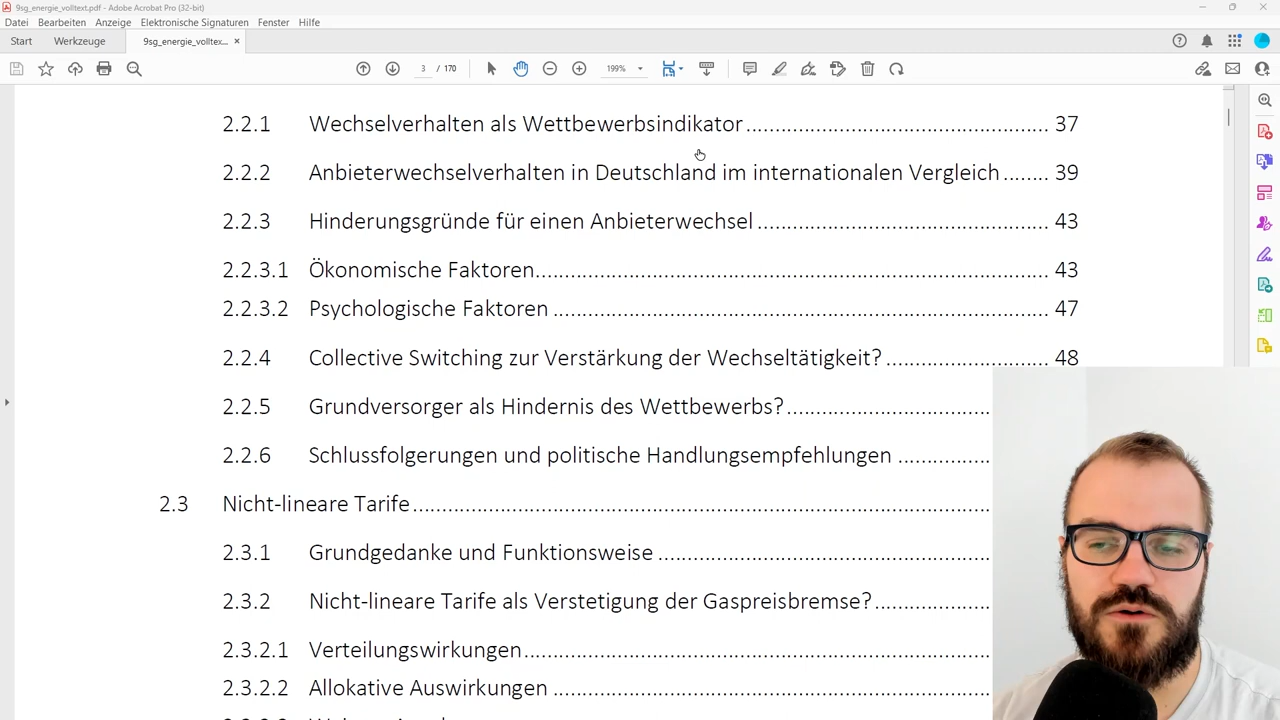 9sg_energie_volltext.pdf - Adobe Acrobat Pro (32-bit)
Datei Bearbeiten Anzeige Elektronische Signaturen Fenster Hilfe
Start Werkzeuge 9sg_energie_volltex... ×
3 / 170 199%
2.2.1 Wechselverhalten als Wettbewerbsindikator 37
2.2.2 Anbieterwechselverhalten in Deutschland im internationalen Vergleich 39
2.2.3 Hinderungsgründe für einen Anbieterwechsel 43
2.2.3.1 Ökonomische Faktoren 43
2.2.3.2 Psychologische Faktoren 47
2.2.4 Collective Switching zur Verstärkung der Wechseltätigkeit? 48
2.2.5 Grundversorger als Hindernis des Wettbewerbs?
2.2.6 Schlussfolgerungen und politische Handlungsempfehlungen
2.3 Nicht-lineare Tarife
2.3.1 Grundgedanke und Funktionsweise
2.3.2 Nicht-lineare Tarife als Verstetigung der Gaspreisbremse?
2.3.2.1 Verteilungswirkungen
2.3.2.2 Allokative Auswirkungen